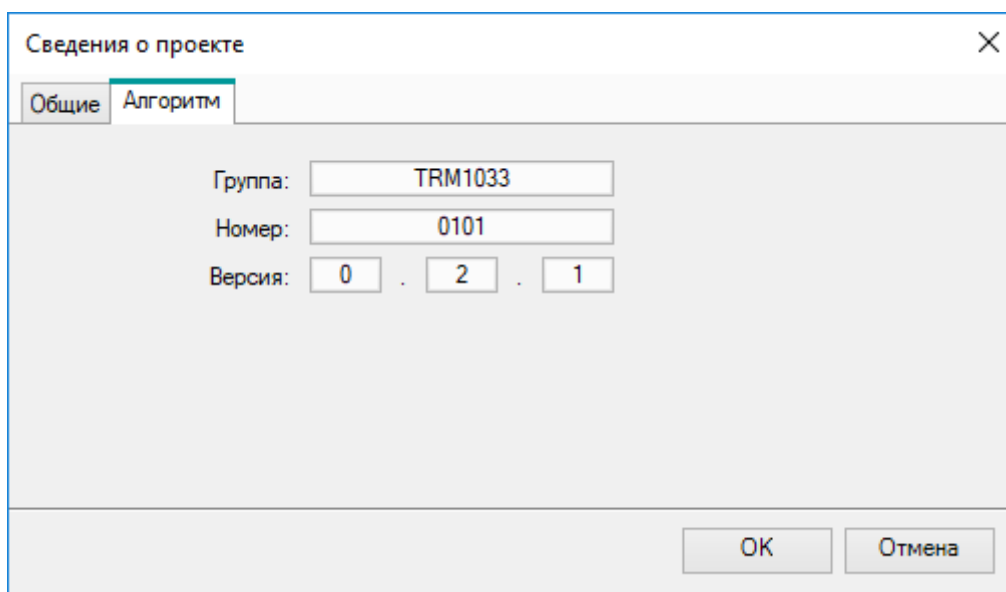 Сведения о проекте
Общие Алгоритм
Группа: TRM1033
Номер: 0101
Версия: 0 . 2 . 1
OK Отмена